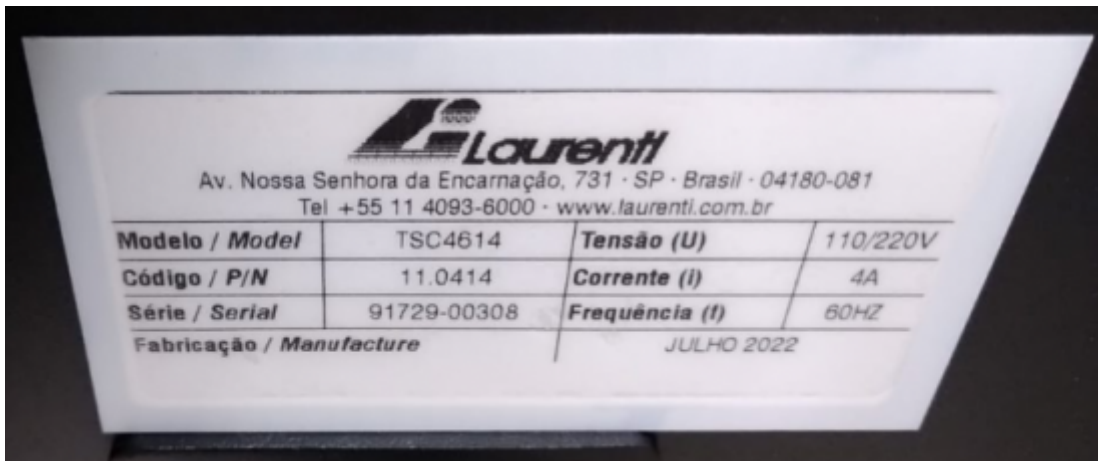 Laurenti
Av. Nossa Senhora da Encarnação, 731 · SP · Brasil · 04180-081
Tel +55 11 4093-6000 · www.laurenti.com.br
Modelo / Model TSC4614 Tensão (U) 110/220V
Código / P/N 11.0414 Corrente (i) 4A
Série / Serial 91729-00308 Frequência (f) 60HZ
Fabricação / Manufacture JULHO 2022